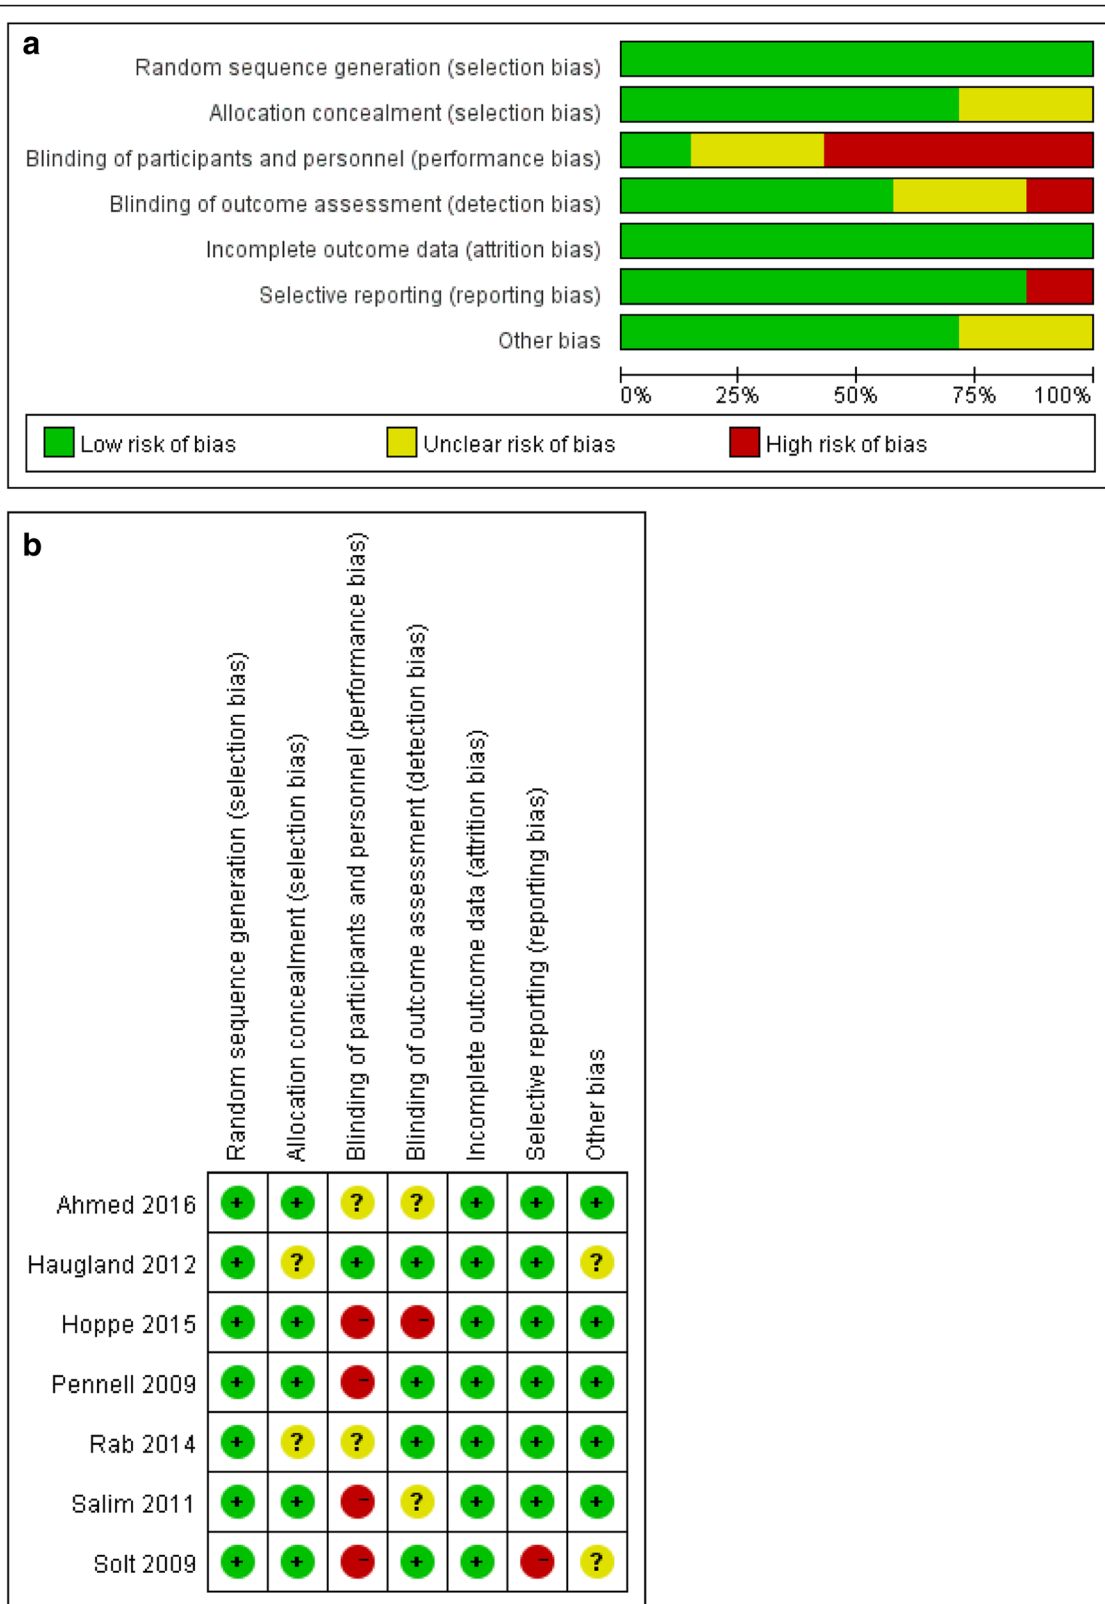 a
Random sequence generation (selection bias)
Allocation concealment (selection bias)
Blinding of participants and personnel (performance bias)
Blinding of outcome assessment (detection bias)
Incomplete outcome data (attrition bias)
Selective reporting (reporting bias)
Other bias
0% 25% 50% 75% 100%
Low risk of bias Unclear risk of bias High risk of bias
b
Random sequence generation (selection bias)
Allocation concealment (selection bias)
Blinding of participants and personnel (performance bias)
Blinding of outcome assessment (detection bias)
Incomplete outcome data (attrition bias)
Selective reporting (reporting bias)
Other bias
Ahmed 2016 + + ? ? + + +
Haugland 2012 + ? + + + + ?
Hoppe 2015 + + - - + + +
Pennell 2009 + + - + + + +
Rab 2014 + ? ? + + + +
Salim 2011 + + - ? + + +
Solt 2009 + + - + + - ?